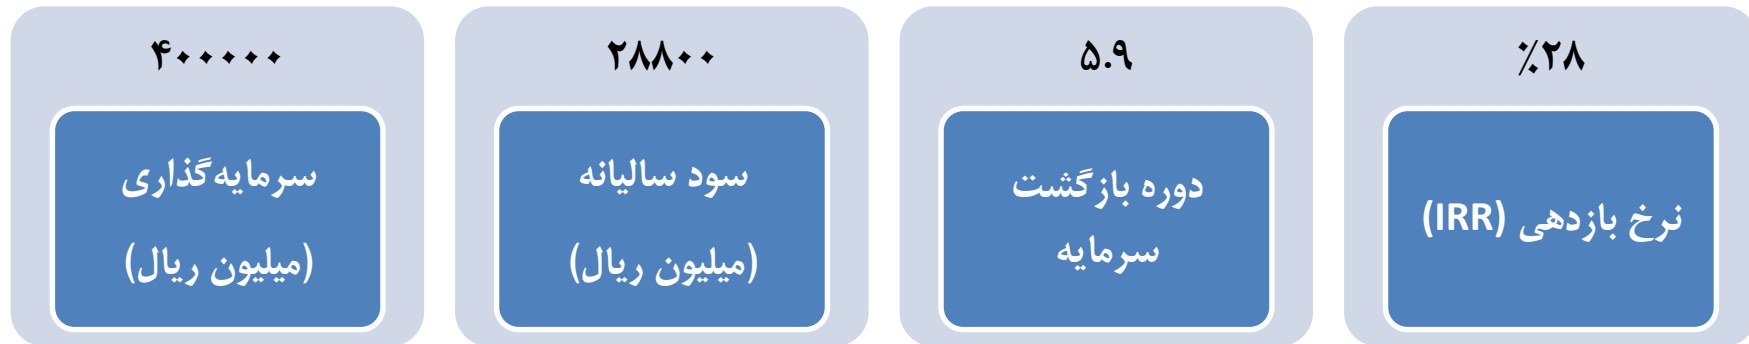 ٪۲۸
نرخ بازدهی (IRR)
۵.۹
دوره بازگشت
سرمایه
۲۸۸۰۰
سود سالیانه
(میلیون ریال)
۴۰۰۰۰۰
سرمایه‌گذاری
(میلیون ریال)